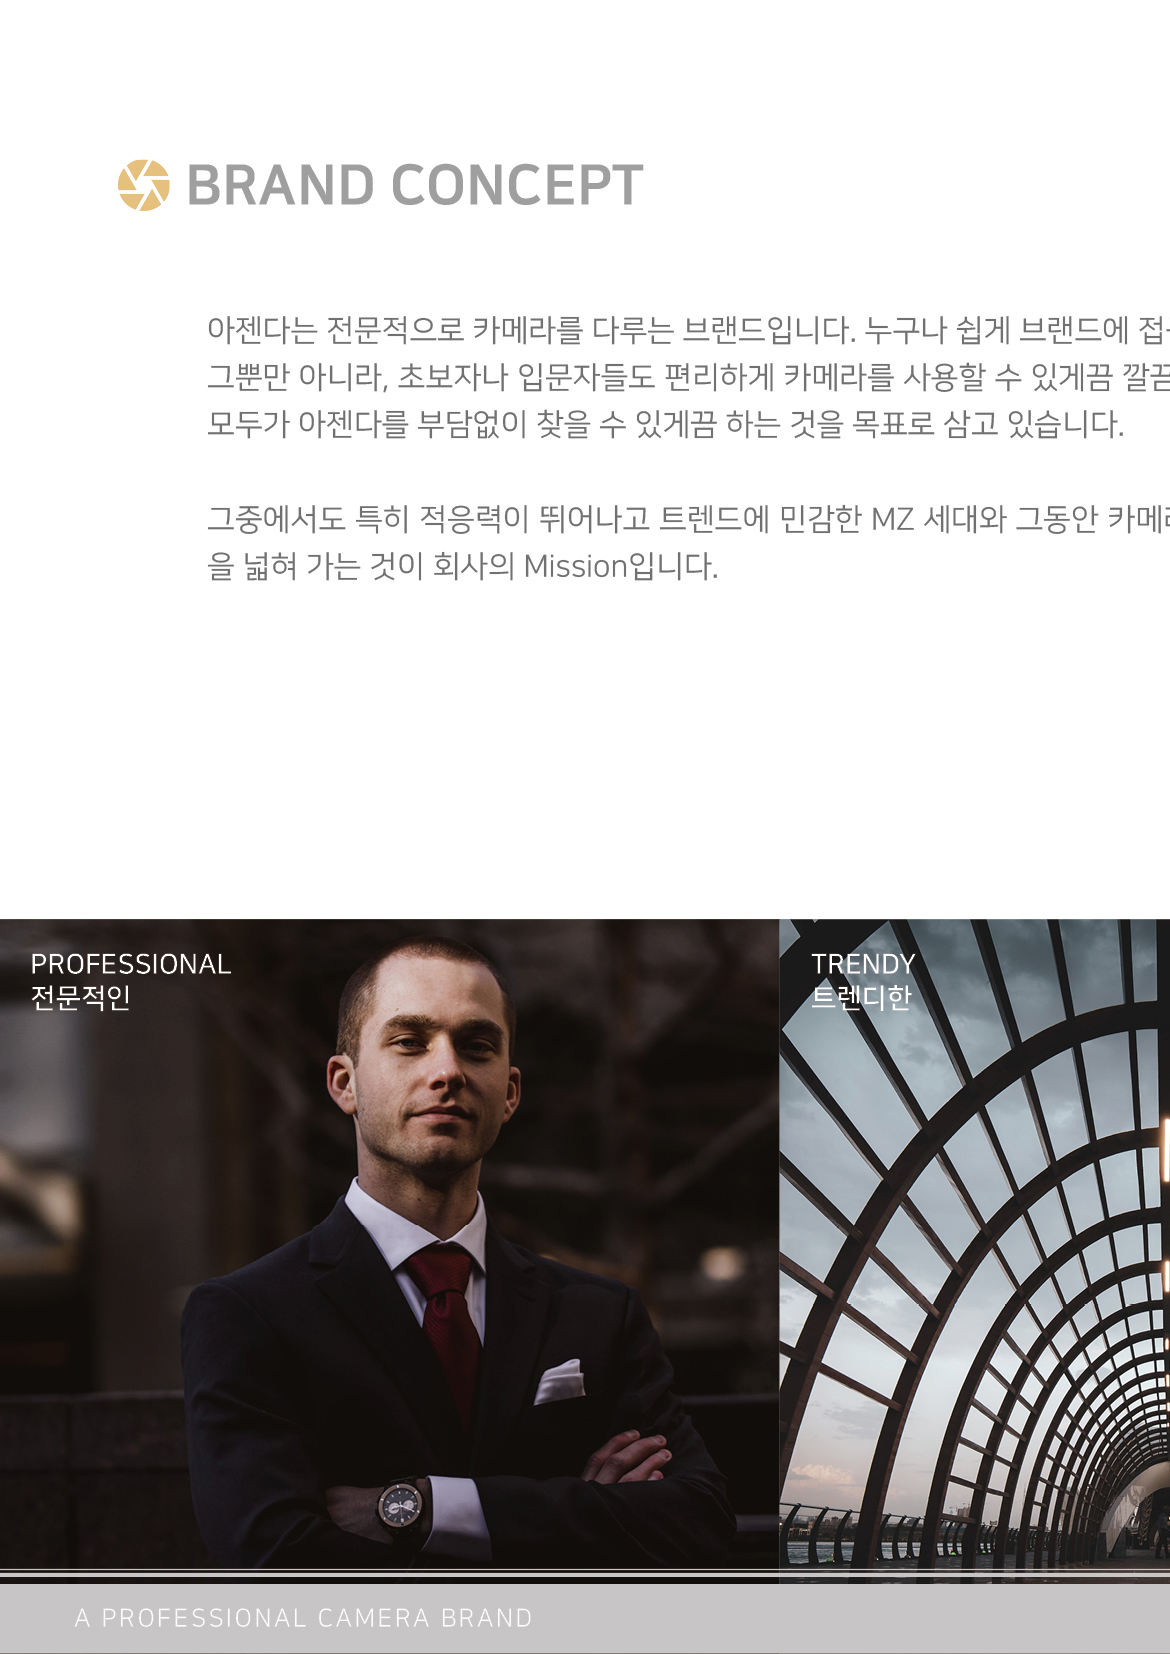 BRAND CONCEPT
아젠다는 전문적으로 카메라를 다루는 브랜드입니다. 누구나 쉽게 브랜드에
그뿐만 아니라, 초보자나 입문자들도 편리하게 카메라를 사용할 수 있게끔
모두가 아젠다를 부담없이 찾을 수 있게끔 하는 것을 목표로 삼고 있습니다.
그중에서도 특히 적응력이 뛰어나고 트렌드에 민감한 MZ 세대와 그동안
을 넓혀 가는 것이 회사의 Mission입니다.
PROFESSIONAL
전문적인
TRENDY
트렌디한
A PROFESSIONAL CAMERA BRAND